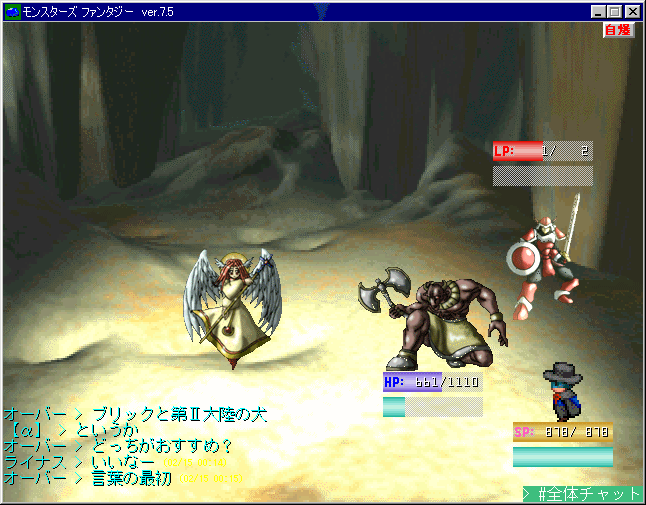 モンスターズ ファンタジー ver.7.5
自爆
LP: 1/ 2
HP: 661/1110
SP: 878/ 878
オーバー > ブリックと第Ⅱ大陸の犬
【α】 > というか
オーバー > どっちがおすすめ?
ライナス > いいなー
オーバー > 言葉の最初
> #全体チャット